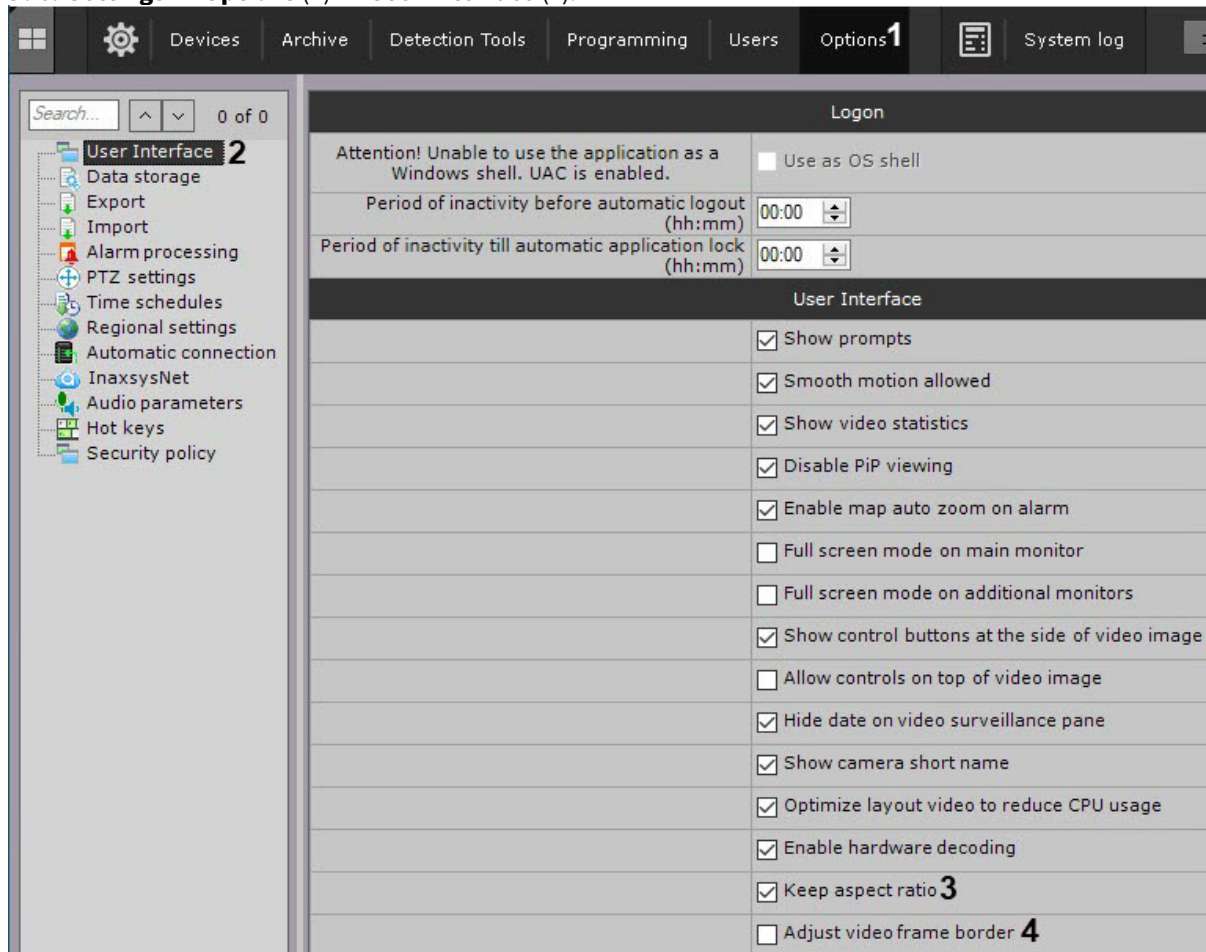 Devices Archive Detection Tools Programming Users Options 1 System log
Search... 0 of 0
User Interface 2
Data storage
Export
Import
Alarm processing
PTZ settings
Time schedules
Regional settings
Automatic connection
InaxsysNet
Audio parameters
Hot keys
Security policy
Logon
Attention! Unable to use the application as a
Windows shell. UAC is enabled.
Use as OS shell
Period of inactivity before automatic logout
(hh:mm)
00:00
Period of inactivity till automatic application lock
(hh:mm)
00:00
User Interface
Show prompts
Smooth motion allowed
Show video statistics
Disable PiP viewing
Enable map auto zoom on alarm
Full screen mode on main monitor
Full screen mode on additional monitors
Show control buttons at the side of video image
Allow controls on top of video image
Hide date on video surveillance pane
Show camera short name
Optimize layout video to reduce CPU usage
Enable hardware decoding
Keep aspect ratio 3
Adjust video frame border 4